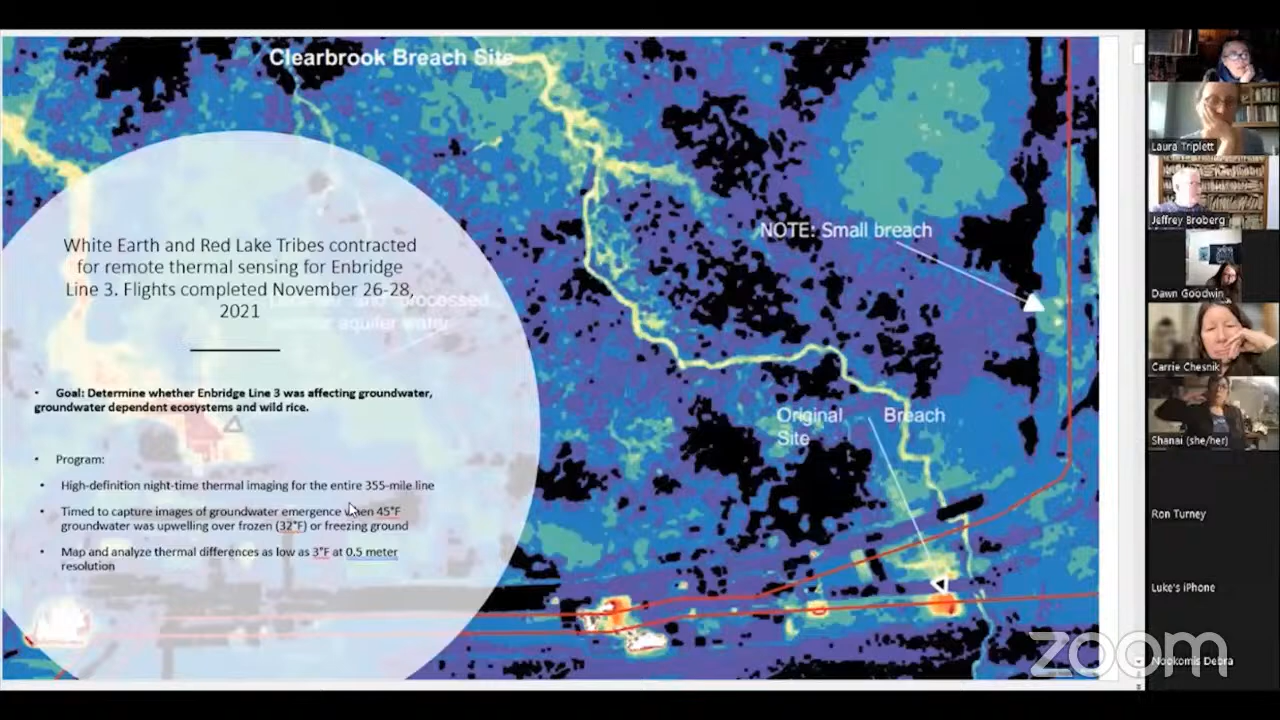 Clearbrook Breach Site
NOTE: Small breach
White Earth and Red Lake Tribes contracted
for remote thermal sensing for Enbridge
Line 3. Flights completed November 26-28,
2021
and processed
aquifer water
• Goal: Determine whether Enbridge Line 3 was affecting groundwater,
groundwater dependent ecosystems and wild rice.
Original Breach
Site
• Program:
• High-definition night-time thermal imaging for the entire 355-mile line
• Timed to capture images of groundwater emergence when 45°F
groundwater was upwelling over frozen (32°F) or freezing ground
• Map and analyze thermal differences as low as 3°F at 0.5 meter
resolution
Laura Triplett
Jeffrey Broberg
Dawn Goodwin
Carrie Chesnik
Shanai (she/her)
Ron Turney
Luke's iPhone
Nookomis Debra
zoom